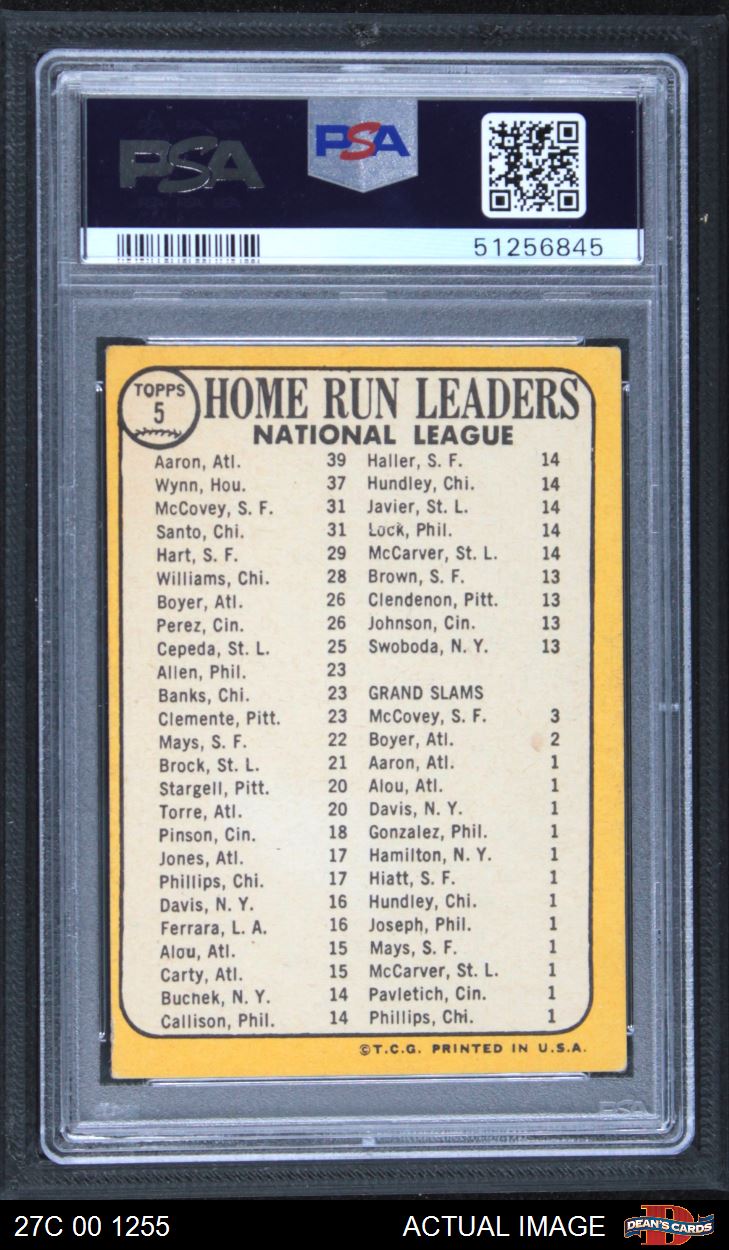 PSA
PSA
51256845
TOPPS
5
HOME RUN LEADERS
NATIONAL LEAGUE
Aaron, Atl. 39
Wynn, Hou. 37
McCovey, S. F. 31
Santo, Chi. 31
Hart, S. F. 29
Williams, Chi. 28
Boyer, Atl. 26
Perez, Cin. 26
Cepeda, St. L. 25
Allen, Phil. 23
Banks, Chi. 23
Clemente, Pitt. 23
Mays, S. F. 22
Brock, St. L. 21
Stargell, Pitt. 20
Torre, Atl. 20
Pinson, Cin. 18
Jones, Atl. 17
Phillips, Chi. 17
Davis, N. Y. 16
Ferrara, L. A. 16
Alou, Atl. 15
Carty, Atl. 15
Buchek, N. Y. 14
Callison, Phil. 14
Haller, S. F. 14
Hundley, Chi. 14
Javier, St. L. 14
Lock, Phil. 14
McCarver, St. L. 14
Brown, S. F. 13
Clendenon, Pitt. 13
Johnson, Cin. 13
Swoboda, N. Y. 13
GRAND SLAMS
McCovey, S. F. 3
Boyer, Atl. 2
Aaron, Atl. 1
Alou, Atl. 1
Davis, N. Y. 1
Gonzalez, Phil. 1
Hamilton, N. Y. 1
Hiatt, S. F. 1
Hundley, Chi. 1
Joseph, Phil. 1
Mays, S. F. 1
McCarver, St. L. 1
Pavletich, Cin. 1
Phillips, Chi. 1
©T.C.G. PRINTED IN U.S.A.
PSA
27C 00 1255 ACTUAL IMAGE
D
DEAN'S CARDS